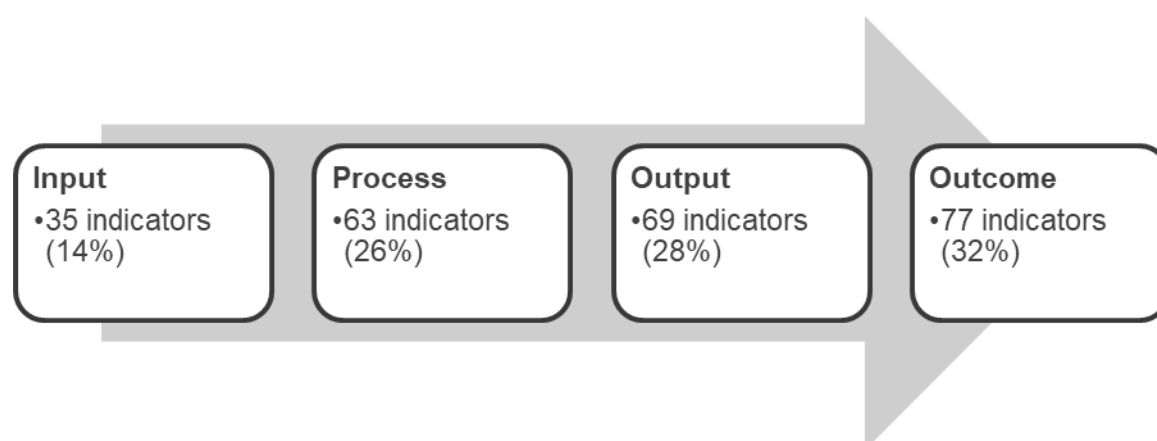 Input
•35 indicators
(14%)
Process
•63 indicators
(26%)
Output
•69 indicators
(28%)
Outcome
•77 indicators
(32%)